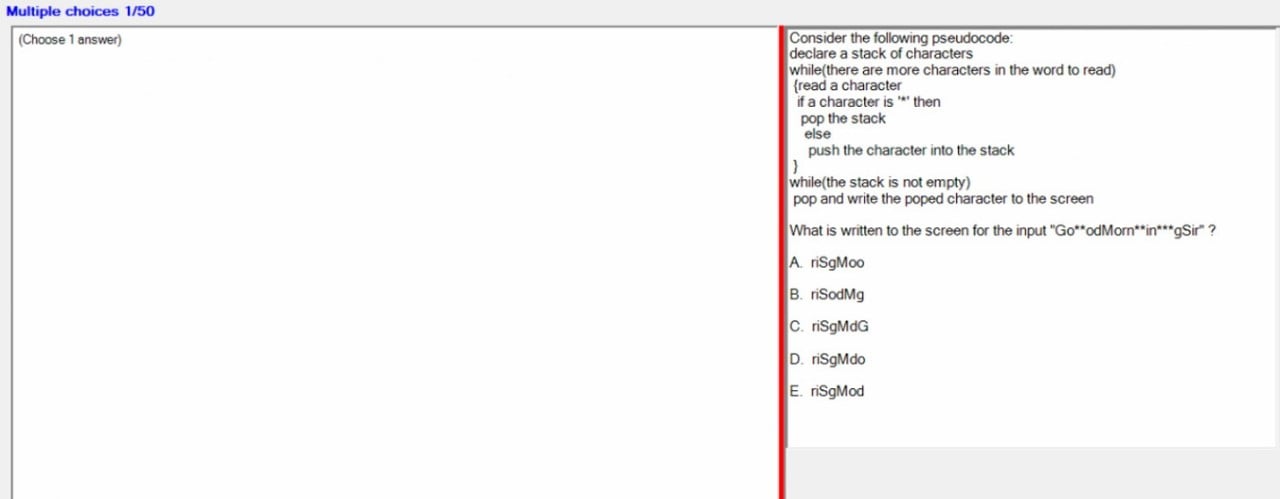 Multiple choices 1/50
(Choose 1 answer)
Consider the following pseudocode:
declare a stack of characters
while(there are more characters in the word to read)
{read a character
if a character is '*' then
pop the stack
else
push the character into the stack
}
while(the stack is not empty)
pop and write the poped character to the screen
What is written to the screen for the input "Go**odMorn**in***gSir" ?
A. riSgMoo
B. riSodMg
C. riSgMdG
D. riSgMdo
E. riSgMod